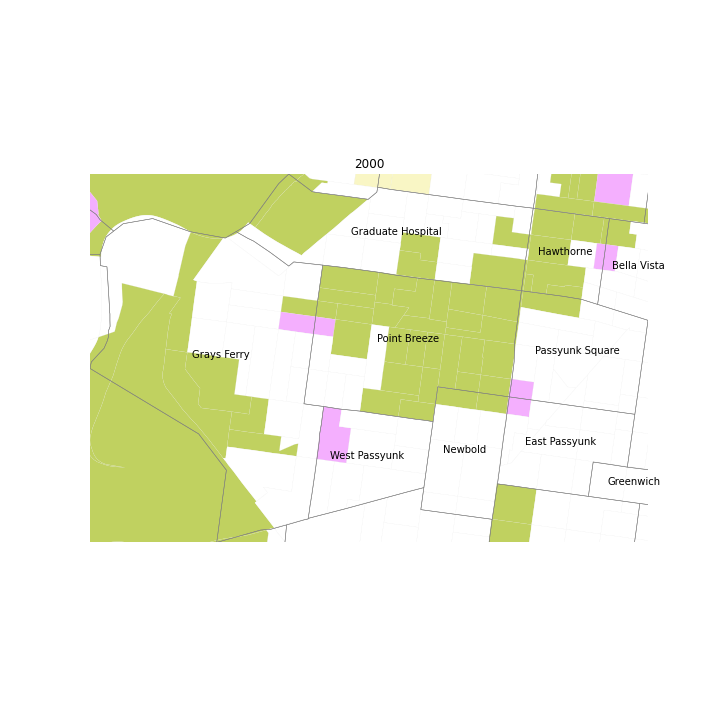 2000
Graduate Hospital
Hawthorne
Bella Vista
Point Breeze
Passyunk Square
Grays Ferry
East Passyunk
Newbold
West Passyunk
Greenwich